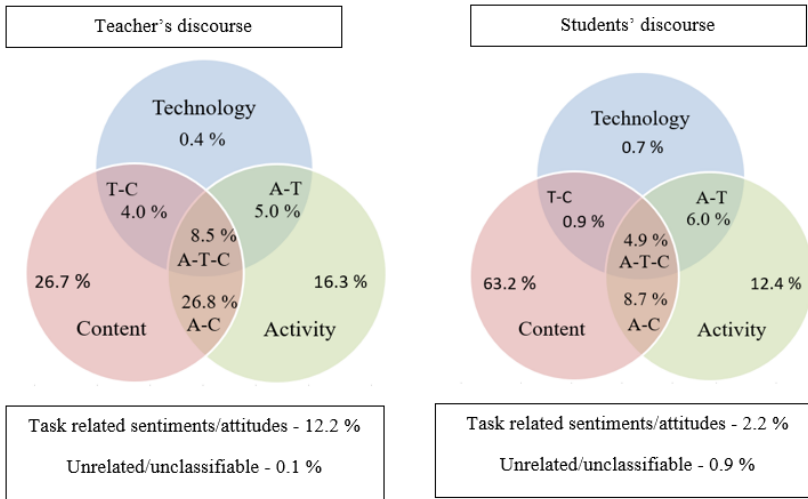 Teacher's discourse
Technology
0.4 %
T-C
4.0 %
A-T
5.0 %
8.5 %
A-T-C
26.7 %
16.3 %
26.8 %
A-C
Content
Activity
Task related sentiments/attitudes - 12.2 %
Unrelated/unclassifiable - 0.1 %
Students' discourse
Technology
0.7 %
T-C
0.9 %
A-T
6.0 %
4.9 %
A-T-C
63.2 %
12.4 %
8.7 %
A-C
Content
Activity
Task related sentiments/attitudes - 2.2 %
Unrelated/unclassifiable - 0.9 %